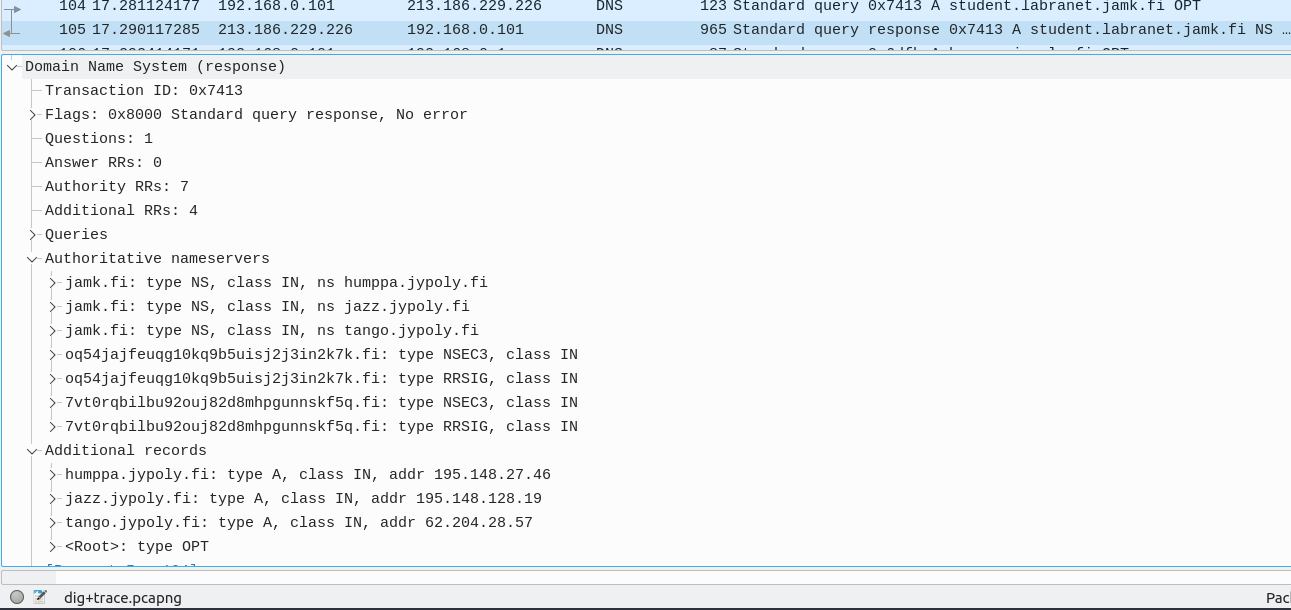 104 17.281124177 192.168.0.101 213.186.229.226 DNS 123 Standard query 0x7413 A student.labranet.jamk.fi OPT
105 17.290117285 213.186.229.226 192.168.0.101 DNS 965 Standard query response 0x7413 A student.labranet.jamk.fi NS …
Domain Name System (response)
Transaction ID: 0x7413
Flags: 0x8000 Standard query response, No error
Questions: 1
Answer RRs: 0
Authority RRs: 7
Additional RRs: 4
Queries
Authoritative nameservers
jamk.fi: type NS, class IN, ns humppa.jypoly.fi
jamk.fi: type NS, class IN, ns jazz.jypoly.fi
jamk.fi: type NS, class IN, ns tango.jypoly.fi
oq54jajfeuqg10kq9b5uisj2j3in2k7k.fi: type NSEC3, class IN
oq54jajfeuqg10kq9b5uisj2j3in2k7k.fi: type RRSIG, class IN
7vt0rqbilbu92ouj82d8mhpgunnskf5q.fi: type NSEC3, class IN
7vt0rqbilbu92ouj82d8mhpgunnskf5q.fi: type RRSIG, class IN
Additional records
humppa.jypoly.fi: type A, class IN, addr 195.148.27.46
jazz.jypoly.fi: type A, class IN, addr 195.148.128.19
tango.jypoly.fi: type A, class IN, addr 62.204.28.57
<Root>: type OPT
dig+trace.pcapng Pac